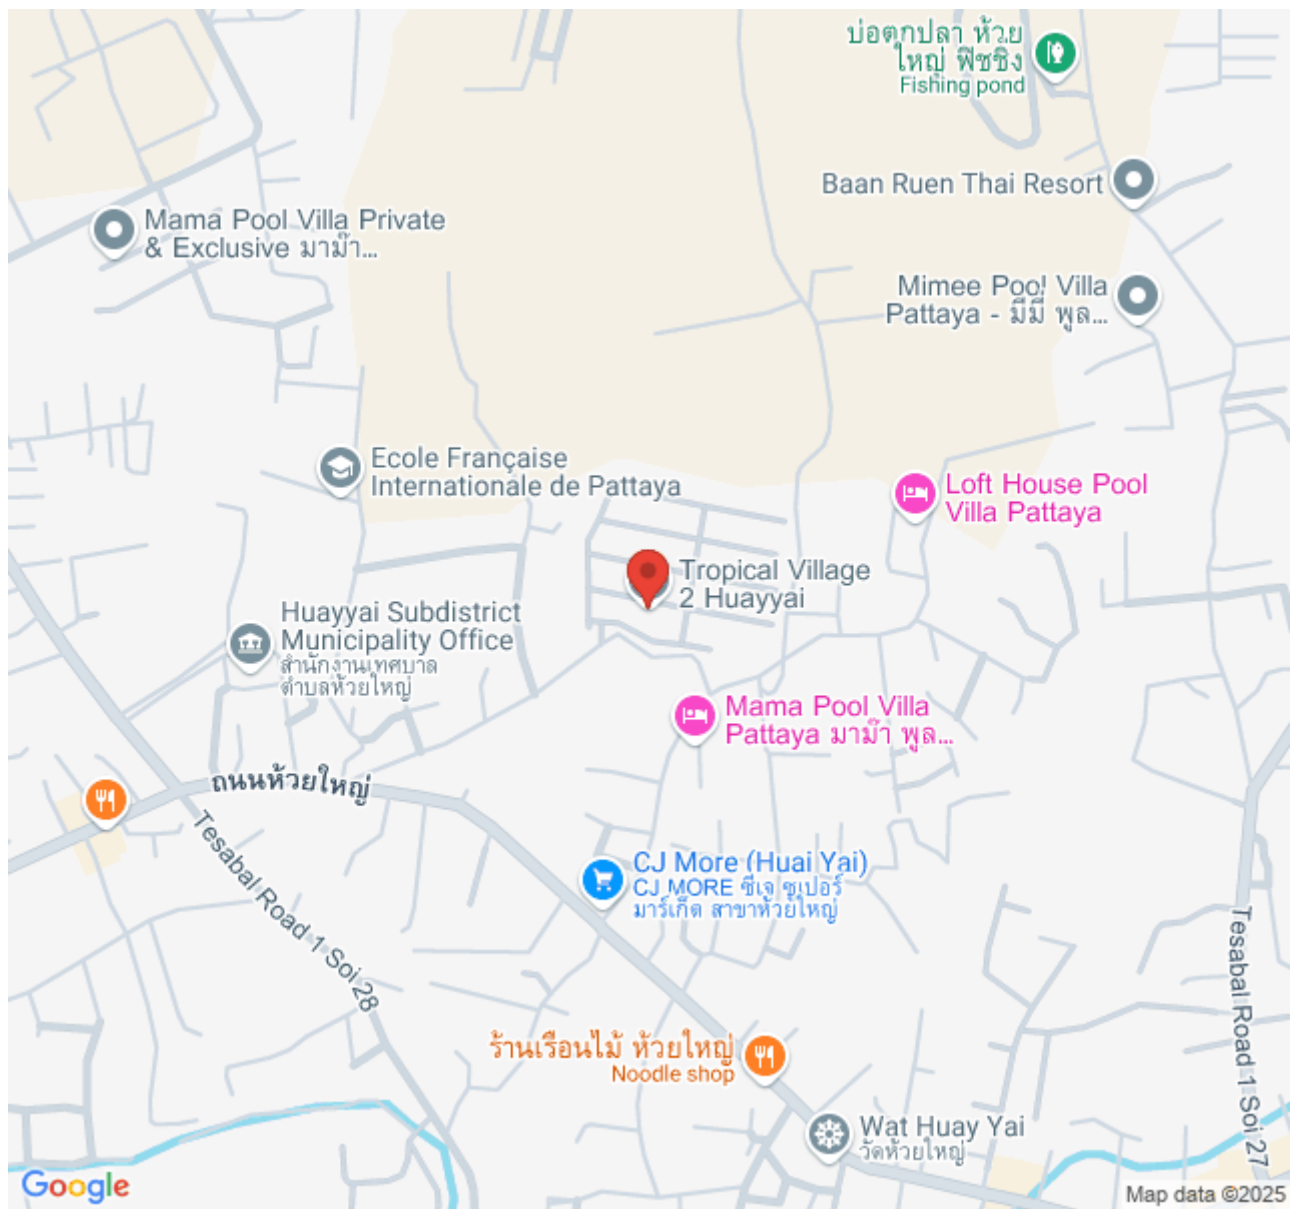 บ่อตกปลา ห้วย
ใหญ่ ฟิชชิ่ง
Fishing pond
Baan Ruen Thai Resort
Mama Pool Villa Private
& Exclusive มาม๊า...
Mimee Pool Villa
Pattaya - มีมี่ พูล...
Ecole Française
Internationale de Pattaya
Loft House Pool
Villa Pattaya
Tropical Village
2 Huayyai
Huayyai Subdistrict
Municipality Office
สำนักงานเทศบาล
ตำบลห้วยใหญ่
Mama Pool Villa
Pattaya มาม๊า พูล...
ถนนห้วยใหญ่
Tesabal Road 1 Soi 28
CJ More (Huai Yai)
CJ MORE ซีเจ ซูเปอร์
มาร์เก็ต สาขาห้วยใหญ่
Tesabal Road 1 Soi 27
ร้านเรือนไม้ ห้วยใหญ่
Noodle shop
Wat Huay Yai
วัดห้วยใหญ่
Google
Map data ©2025